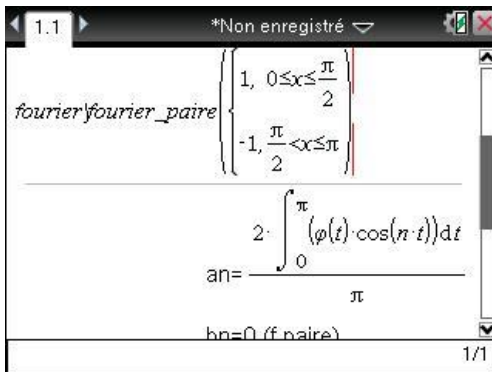 1.1 *Non enregistré
fourier\fourier_paire({1, 0≤x≤π/2
-1, π/2<x≤π)
an= 2·∫₀^π(φ(t)·cos(n·t))dt / π
bn=0 (f paire)
1/1